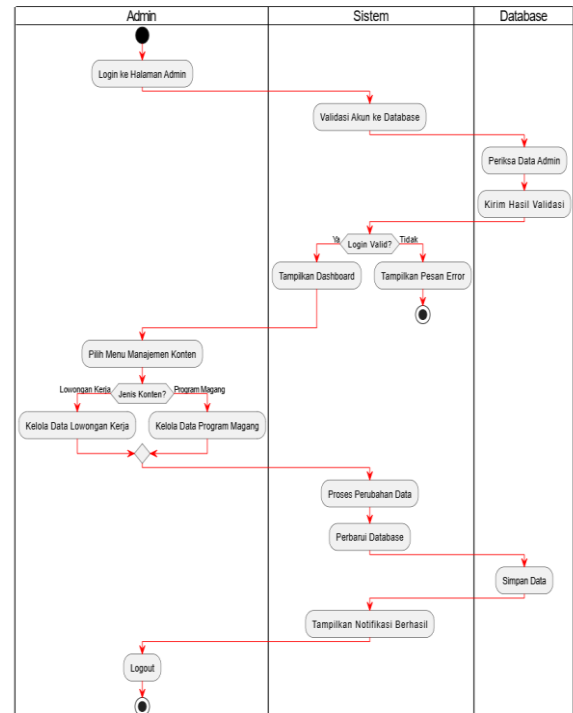 Admin
Sistem
Database
Login ke Halaman Admin
Validasi Akun ke Database
Periksa Data Admin
Kirim Hasil Validasi
Ya
Login Valid?
Tidak
Tampilkan Dashboard
Tampilkan Pesan Error
Pilih Menu Manajemen Konten
Lowongan Kerja
Jenis Konten?
Program Magang
Kelola Data Lowongan Kerja
Kelola Data Program Magang
Proses Perubahan Data
Perbarui Database
Simpan Data
Tampilkan Notifikasi Berhasil
Logout